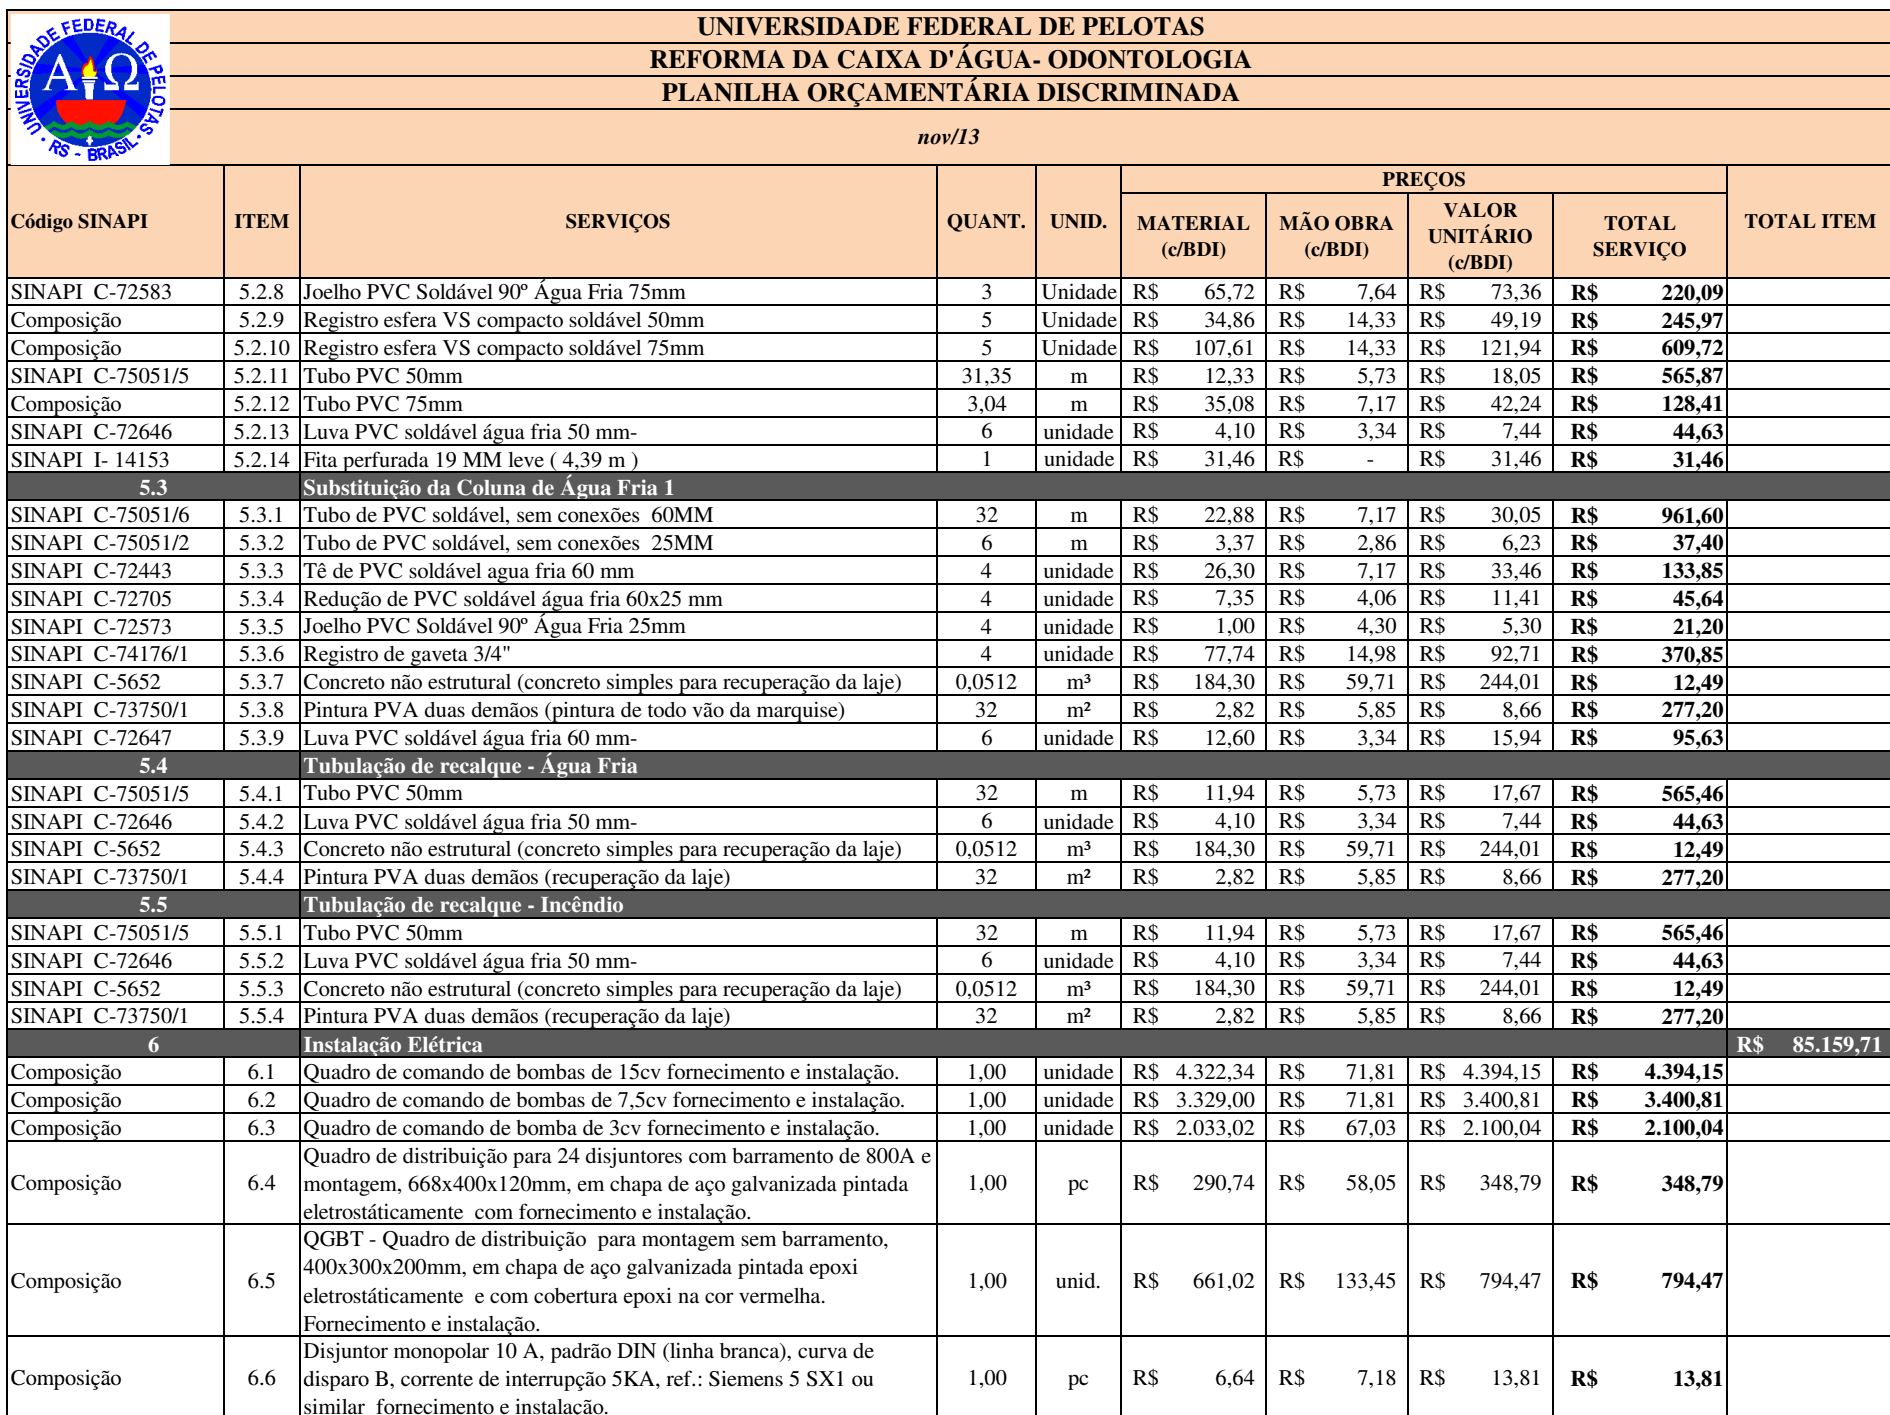 UNIVERSIDADE FEDERAL DE PELOTAS
REFORMA DA CAIXA D'ÁGUA- ODONTOLOGIA
PLANILHA ORÇAMENTÁRIA DISCRIMINADA
nov/13
UNIVERSIDADE FEDERAL DE PELOTAS
ΑΩ
RS - BRASIL
Código SINAPI ITEM SERVIÇOS QUANT. UNID. PREÇOS TOTAL ITEM
MATERIAL (c/BDI) MÃO OBRA (c/BDI) VALOR UNITÁRIO (c/BDI) TOTAL SERVIÇO
SINAPI C-72583 5.2.8 Joelho PVC Soldável 90º Água Fria 75mm 3 Unidade R$ 65,72 R$ 7,64 R$ 73,36 R$ 220,09
Composição 5.2.9 Registro esfera VS compacto soldável 50mm 5 Unidade R$ 34,86 R$ 14,33 R$ 49,19 R$ 245,97
Composição 5.2.10 Registro esfera VS compacto soldável 75mm 5 Unidade R$ 107,61 R$ 14,33 R$ 121,94 R$ 609,72
SINAPI C-75051/5 5.2.11 Tubo PVC 50mm 31,35 m R$ 12,33 R$ 5,73 R$ 18,05 R$ 565,87
Composição 5.2.12 Tubo PVC 75mm 3,04 m R$ 35,08 R$ 7,17 R$ 42,24 R$ 128,41
SINAPI C-72646 5.2.13 Luva PVC soldável água fria 50 mm- 6 unidade R$ 4,10 R$ 3,34 R$ 7,44 R$ 44,63
SINAPI I- 14153 5.2.14 Fita perfurada 19 MM leve ( 4,39 m ) 1 unidade R$ 31,46 R$ - R$ 31,46 R$ 31,46
5.3 Substituição da Coluna de Água Fria 1
SINAPI C-75051/6 5.3.1 Tubo de PVC soldável, sem conexões 60MM 32 m R$ 22,88 R$ 7,17 R$ 30,05 R$ 961,60
SINAPI C-75051/2 5.3.2 Tubo de PVC soldável, sem conexões 25MM 6 m R$ 3,37 R$ 2,86 R$ 6,23 R$ 37,40
SINAPI C-72443 5.3.3 Tê de PVC soldável agua fria 60 mm 4 unidade R$ 26,30 R$ 7,17 R$ 33,46 R$ 133,85
SINAPI C-72705 5.3.4 Redução de PVC soldável água fria 60x25 mm 4 unidade R$ 7,35 R$ 4,06 R$ 11,41 R$ 45,64
SINAPI C-72573 5.3.5 Joelho PVC Soldável 90º Água Fria 25mm 4 unidade R$ 1,00 R$ 4,30 R$ 5,30 R$ 21,20
SINAPI C-74176/1 5.3.6 Registro de gaveta 3/4" 4 unidade R$ 77,74 R$ 14,98 R$ 92,71 R$ 370,85
SINAPI C-5652 5.3.7 Concreto não estrutural (concreto simples para recuperação da laje) 0,0512 m³ R$ 184,30 R$ 59,71 R$ 244,01 R$ 12,49
SINAPI C-73750/1 5.3.8 Pintura PVA duas demãos (pintura de todo vão da marquise) 32 m² R$ 2,82 R$ 5,85 R$ 8,66 R$ 277,20
SINAPI C-72647 5.3.9 Luva PVC soldável água fria 60 mm- 6 unidade R$ 12,60 R$ 3,34 R$ 15,94 R$ 95,63
5.4 Tubulação de recalque - Água Fria
SINAPI C-75051/5 5.4.1 Tubo PVC 50mm 32 m R$ 11,94 R$ 5,73 R$ 17,67 R$ 565,46
SINAPI C-72646 5.4.2 Luva PVC soldável água fria 50 mm- 6 unidade R$ 4,10 R$ 3,34 R$ 7,44 R$ 44,63
SINAPI C-5652 5.4.3 Concreto não estrutural (concreto simples para recuperação da laje) 0,0512 m³ R$ 184,30 R$ 59,71 R$ 244,01 R$ 12,49
SINAPI C-73750/1 5.4.4 Pintura PVA duas demãos (recuperação da laje) 32 m² R$ 2,82 R$ 5,85 R$ 8,66 R$ 277,20
5.5 Tubulação de recalque - Incêndio
SINAPI C-75051/5 5.5.1 Tubo PVC 50mm 32 m R$ 11,94 R$ 5,73 R$ 17,67 R$ 565,46
SINAPI C-72646 5.5.2 Luva PVC soldável água fria 50 mm- 6 unidade R$ 4,10 R$ 3,34 R$ 7,44 R$ 44,63
SINAPI C-5652 5.5.3 Concreto não estrutural (concreto simples para recuperação da laje) 0,0512 m³ R$ 184,30 R$ 59,71 R$ 244,01 R$ 12,49
SINAPI C-73750/1 5.5.4 Pintura PVA duas demãos (recuperação da laje) 32 m² R$ 2,82 R$ 5,85 R$ 8,66 R$ 277,20
6 Instalação Elétrica R$ 85.159,71
Composição 6.1 Quadro de comando de bombas de 15cv fornecimento e instalação. 1,00 unidade R$ 4.322,34 R$ 71,81 R$ 4.394,15 R$ 4.394,15
Composição 6.2 Quadro de comando de bombas de 7,5cv fornecimento e instalação. 1,00 unidade R$ 3.329,00 R$ 71,81 R$ 3.400,81 R$ 3.400,81
Composição 6.3 Quadro de comando de bomba de 3cv fornecimento e instalação. 1,00 unidade R$ 2.033,02 R$ 67,03 R$ 2.100,04 R$ 2.100,04
Quadro de distribuição para 24 disjuntores com barramento de 800A e
Composição 6.4 montagem, 668x400x120mm, em chapa de aço galvanizada pintada 1,00 pc R$ 290,74 R$ 58,05 R$ 348,79 R$ 348,79
eletrostáticamente com fornecimento e instalação.
QGBT - Quadro de distribuição para montagem sem barramento,
400x300x200mm, em chapa de aço galvanizada pintada epoxi
Composição 6.5 eletrostáticamente e com cobertura epoxi na cor vermelha. 1,00 unid. R$ 661,02 R$ 133,45 R$ 794,47 R$ 794,47
Fornecimento e instalação.
Disjuntor monopolar 10 A, padrão DIN (linha branca), curva de
Composição 6.6 disparo B, corrente de interrupção 5KA, ref.: Siemens 5 SX1 ou 1,00 pc R$ 6,64 R$ 7,18 R$ 13,81 R$ 13,81
similar fornecimento e instalação.